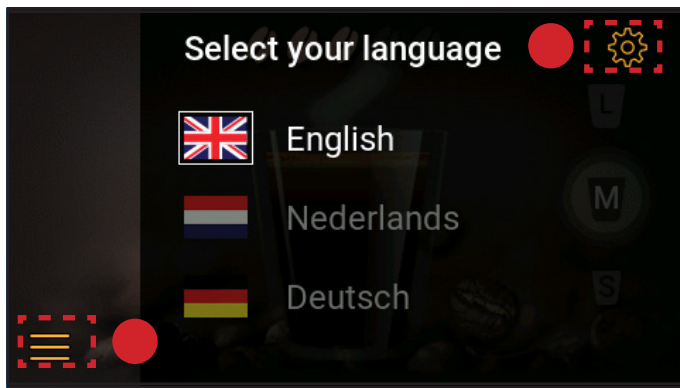 Select your language
L
English
M
Nederlands
S
Deutsch